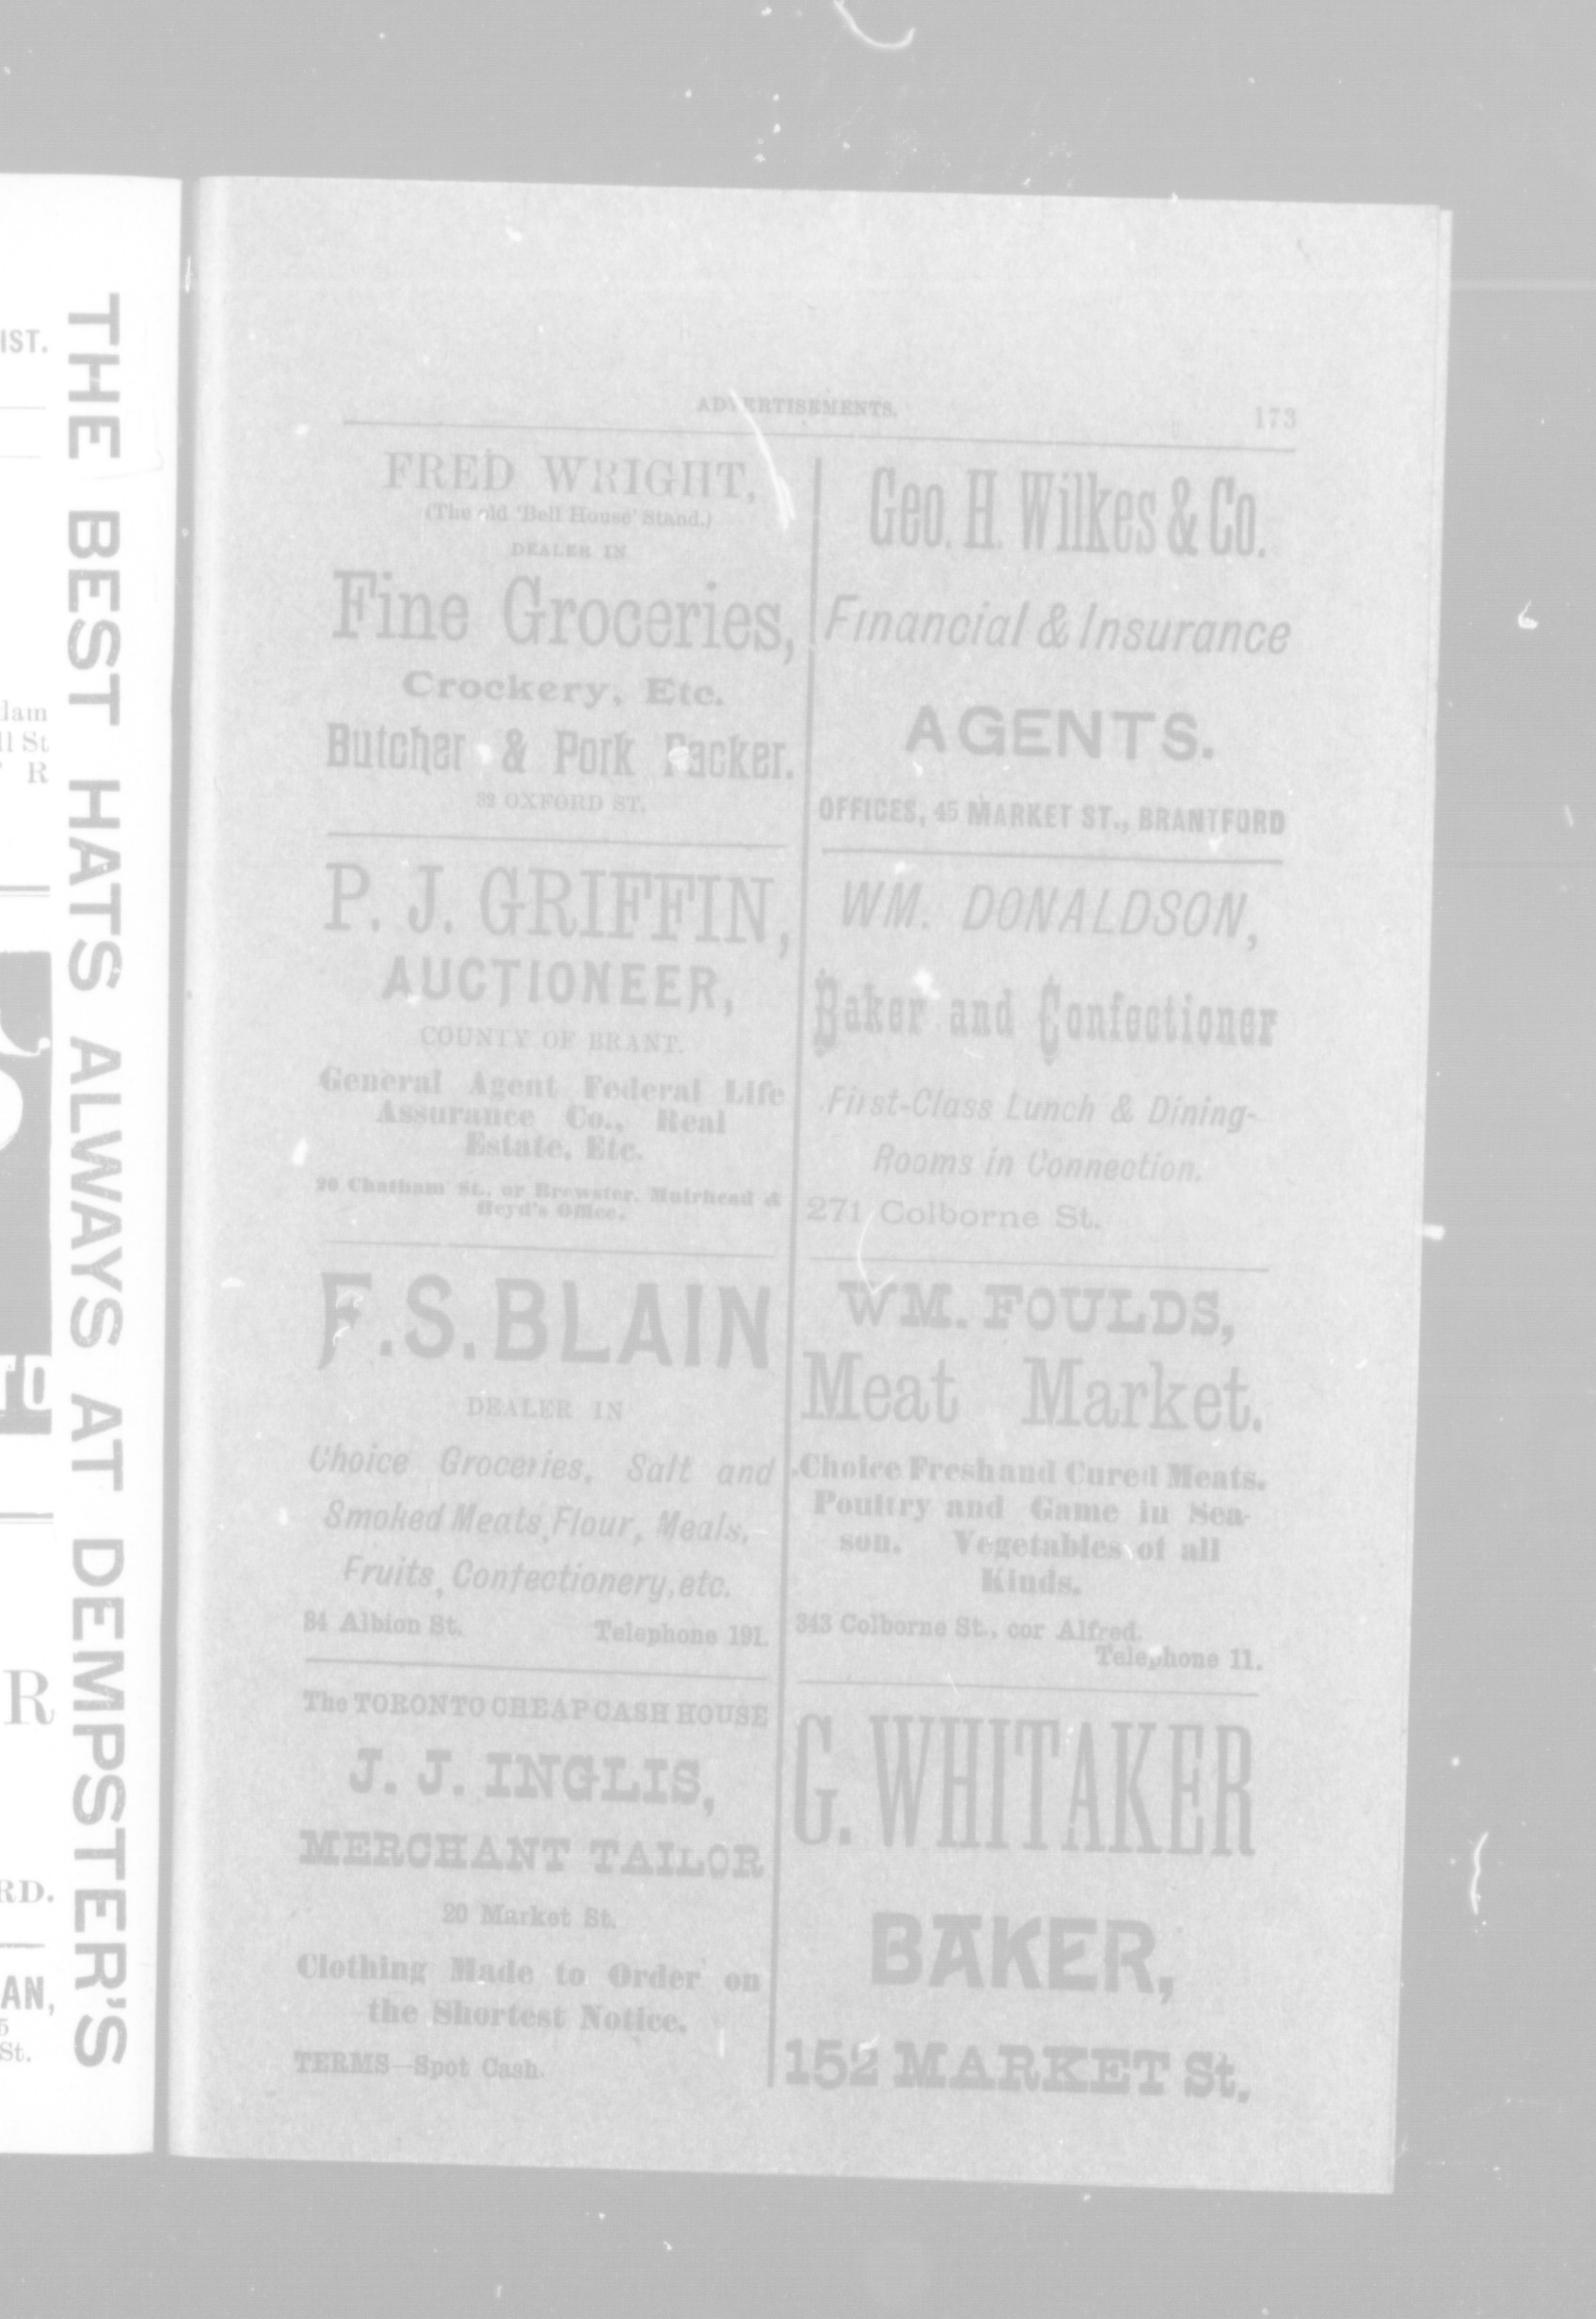 IST.
dam
ll St
R
TO
R
RD.
AN,
5
St.
THE BEST HATS ALWAYS AT DEMPSTER'S
ADVERTISEMENTS. 173
FRED WRIGHT,
(The old 'Bell House' Stand.)
DEALER IN
Fine Groceries,
Crockery, Etc.
Butcher & Pork Packer.
32 OXFORD ST.
P. J. GRIFFIN,
AUCTIONEER,
COUNTY OF BRANT.
General Agent Federal Life
Assurance Co., Real
Estate, Etc.
20 Chatham St., or Brewster, Muirhead &
Heyd's Office.
F. S. BLAIN
DEALER IN
Choice Groceries, Salt and
Smoked Meats, Flour, Meals,
Fruits, Confectionery, etc.
84 Albion St. Telephone 191.
The TORONTO CHEAP CASH HOUSE
J. J. INGLIS,
MERCHANT TAILOR
20 Market St.
Clothing Made to Order on
the Shortest Notice.
TERMS—Spot Cash.
Geo. H. Wilkes & Co.
Financial & Insurance
AGENTS.
OFFICES, 45 MARKET ST., BRANTFORD
WM. DONALDSON,
Baker and Confectioner
First-Class Lunch & Dining-
Rooms in Connection.
271 Colborne St.
WM. FOULDS,
Meat Market.
Choice Fresh and Cured Meats.
Poultry and Game in Sea-
son. Vegetables of all
Kinds.
343 Colborne St., cor Alfred.
Telephone 11.
G. WHITAKER
BAKER,
152 MARKET St.